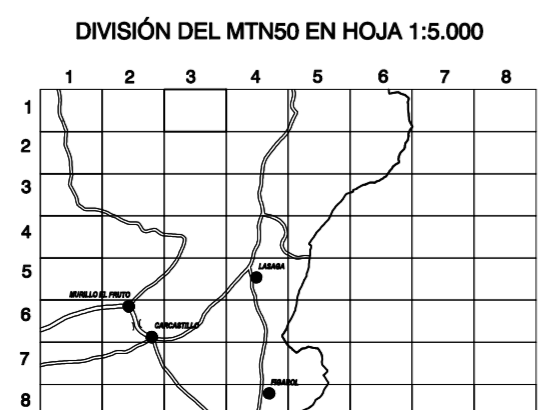 DIVISIÓN DEL MTN50 EN HOJA 1:5.000
1 2 3 4 5 6 7 8
1
2
3
4
5
LASAGA
MURILLO EL FRUTO
6
CARCASTILLO
7
FIGAROL
8